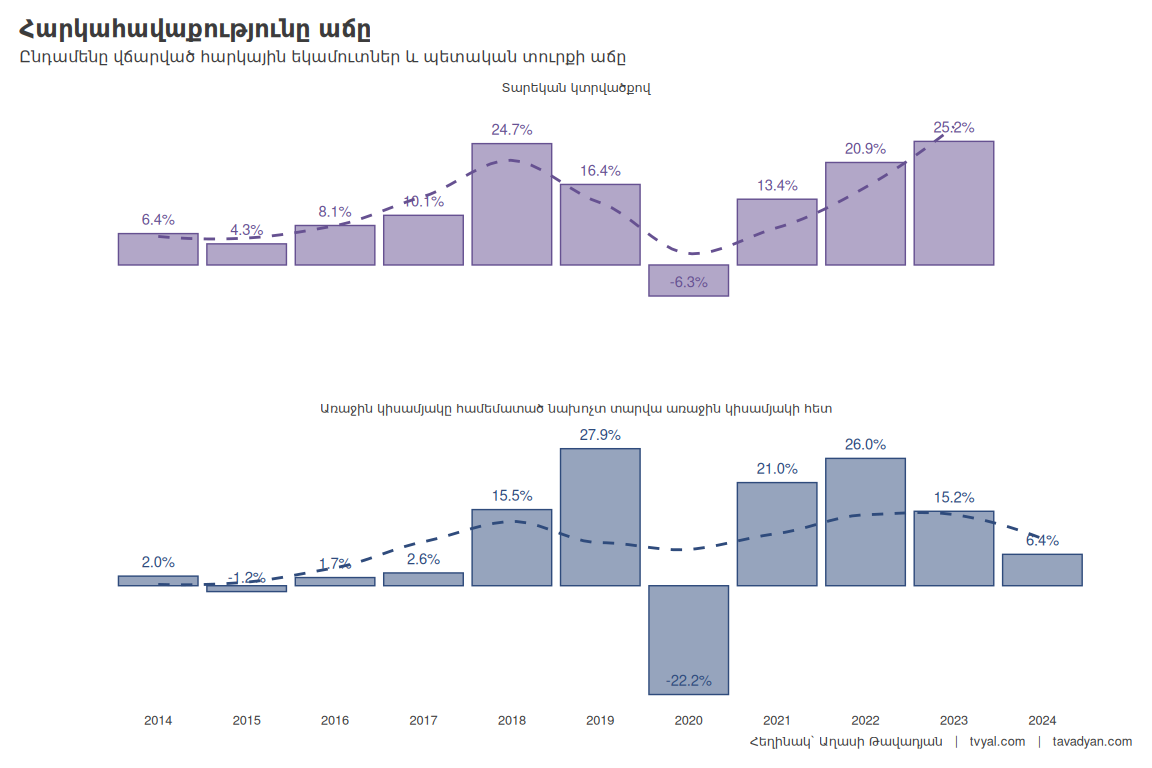 Հարկահավաքությունը աճը
Ընդամենը վճարված հարկային եկամուտներ և պետական տուրքի աճը
Տարեկան կտրվածքով
6.4% 4.3% 8.1% 10.1% 24.7% 16.4% -6.3% 13.4% 20.9% 25.2%
Առաջին կիսամյակը համեմատած նախոչտ տարվա առաջին կիսամյակի հետ
2.0% -1.2% 1.7% 2.6% 15.5% 27.9% -22.2% 21.0% 26.0% 15.2% 6.4%
2014 2015 2016 2017 2018 2019 2020 2021 2022 2023 2024
Հեղինակ՝ Աղասի Թավադյան | tvyal.com | tavadyan.com